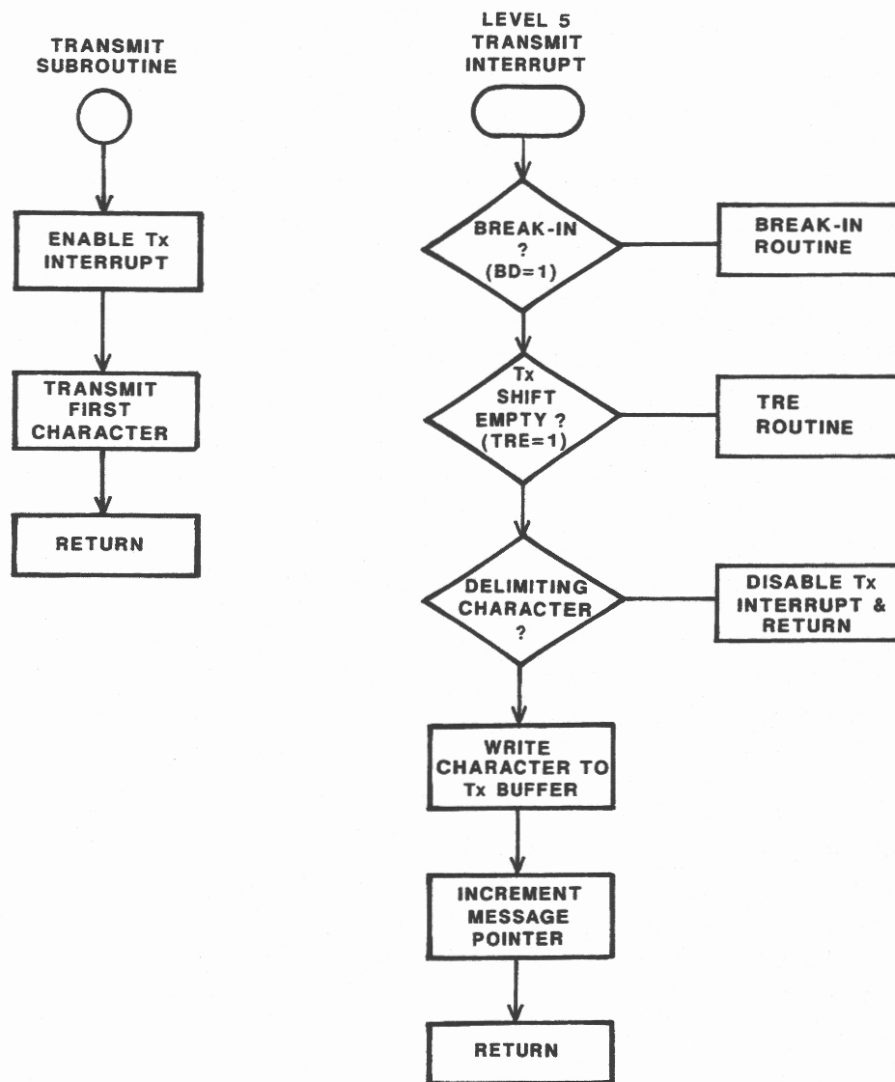 TRANSMIT
SUBROUTINE
ENABLE Tx
INTERRUPT
TRANSMIT
FIRST
CHARACTER
RETURN
LEVEL 5
TRANSMIT
INTERRUPT
BREAK-IN
?
(BD=1)
BREAK-IN
ROUTINE
Tx
SHIFT
EMPTY ?
(TRE=1)
TRE
ROUTINE
DELIMITING
CHARACTER
?
DISABLE Tx
INTERRUPT &
RETURN
WRITE
CHARACTER TO
Tx BUFFER
INCREMENT
MESSAGE
POINTER
RETURN